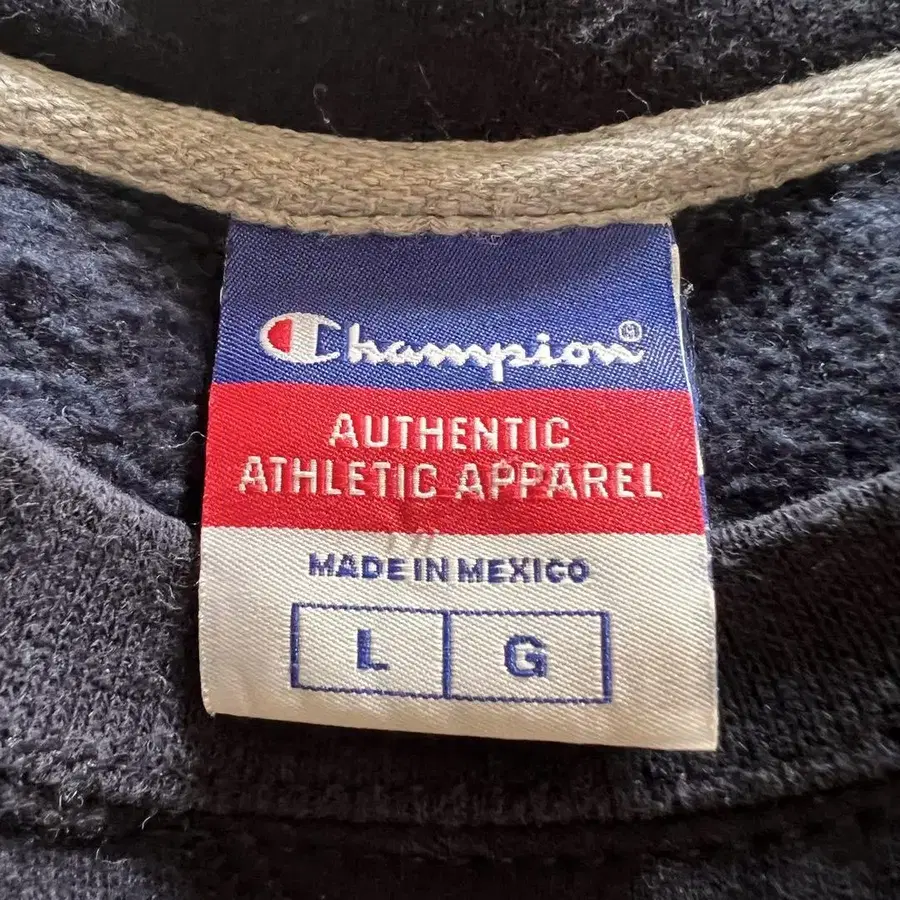 Champion®
AUTHENTIC
ATHLETIC APPAREL
MADE IN MEXICO
L G